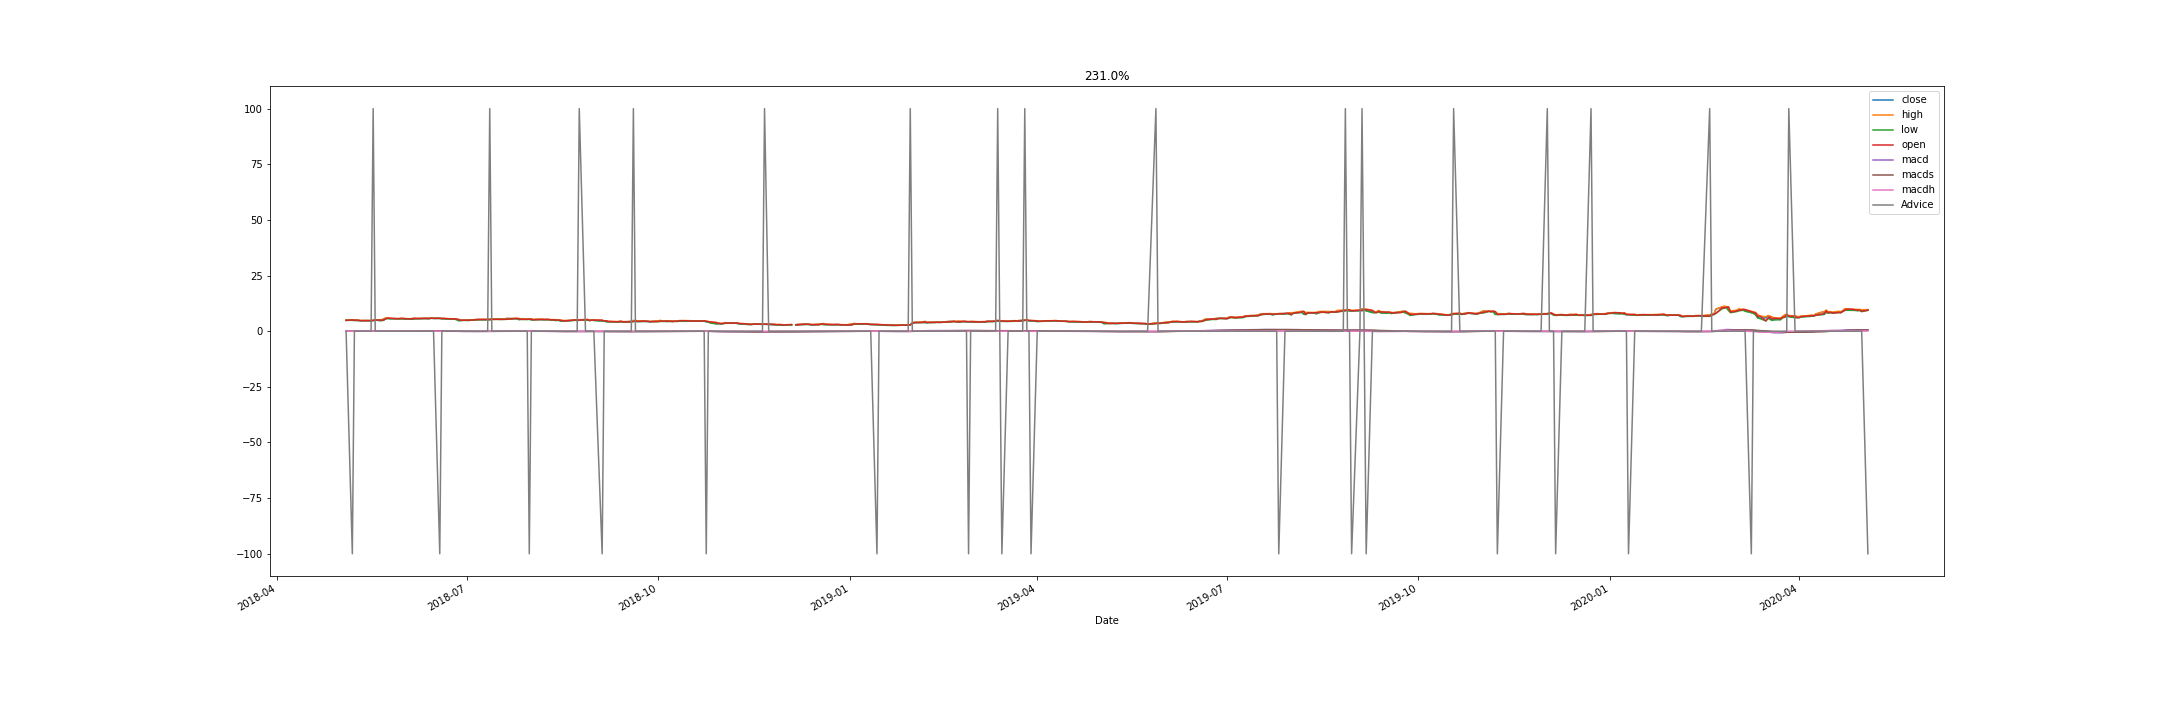 231.0%
100
75
50
25
0
−25
−50
−75
−100
close
high
low
open
macd
macds
macdh
Advice
2018-04
2018-07
2018-10
2019-01
2019-04
2019-07
2019-10
2020-01
2020-04
Date